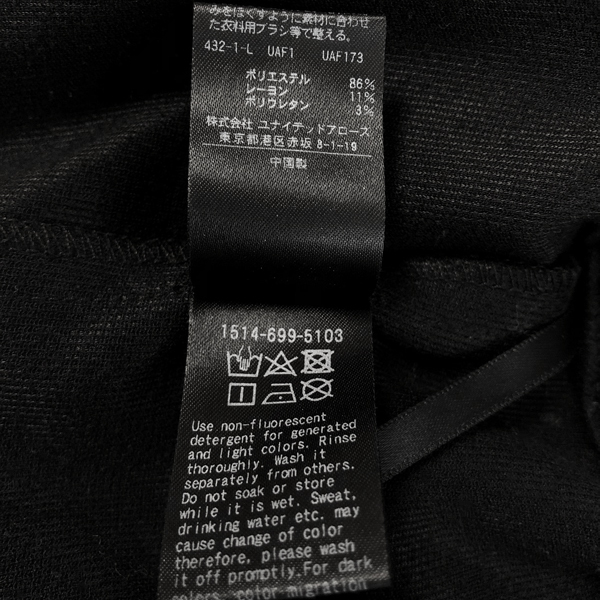 みをほぐすように素材に合わせ
た衣料用ブラシ等で整える。
432-1-L UAF1 UAF173
ポリエステル 86%
レーヨン 11%
ポリウレタン 3%
株式会社 ユナイテッドアローズ
東京都港区赤坂 8-1-19
中国製
1514-699-5103
Use non-fluorescent
detergent for generated
and light colors. Rinse
thoroughly. Wash it
separately from others.
Do not soak or store
while it is wet. Sweat,
drinking water etc. may
cause change of color
therefore, please wash
it off promptly.For dark
colors, color migration